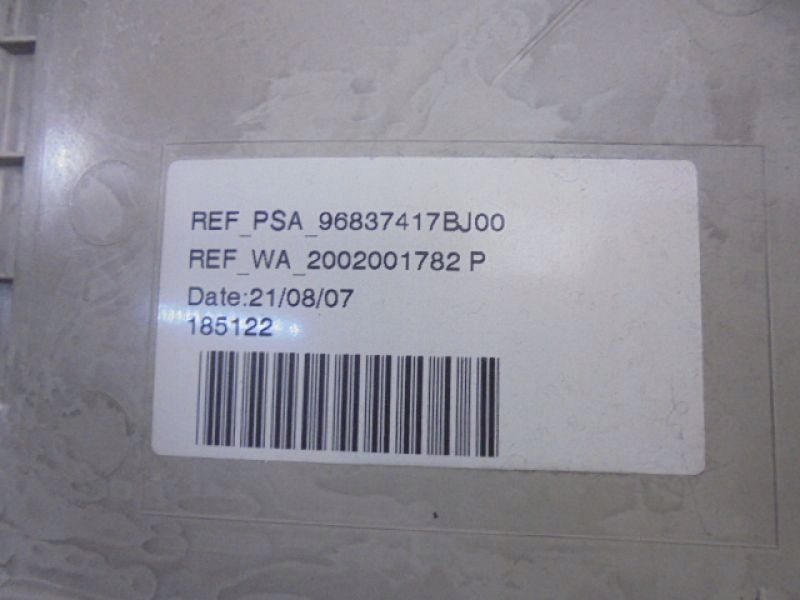 REF_PSA_96837417BJ00
REF_WA_2002001782 P
Date:21/08/07
185122